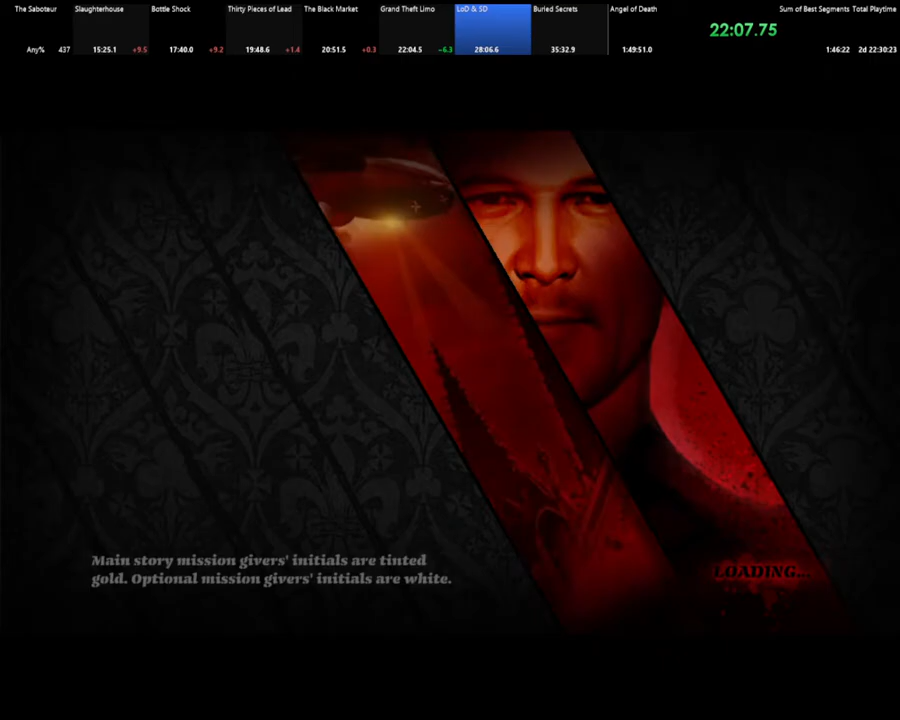 The Saboteur Slaughterhouse Bottle Shock Thirty Pieces of Lead The Black Market Grand Theft Limo LoD & SD Buried Secrets Angel of Death Sum of Best Segments Total Playtime
22:07.75
Any% 437 15:25.1 +9.5 17:40.0 +9.2 19:48.6 +1.4 20:51.5 +0.3 22:04.5 −6.3 28:06.6 35:32.9 1:49:51.0 1:46:22 2d 22:30:23
Main story mission givers' initials are tinted
gold. Optional mission givers' initials are white.
LOADING...